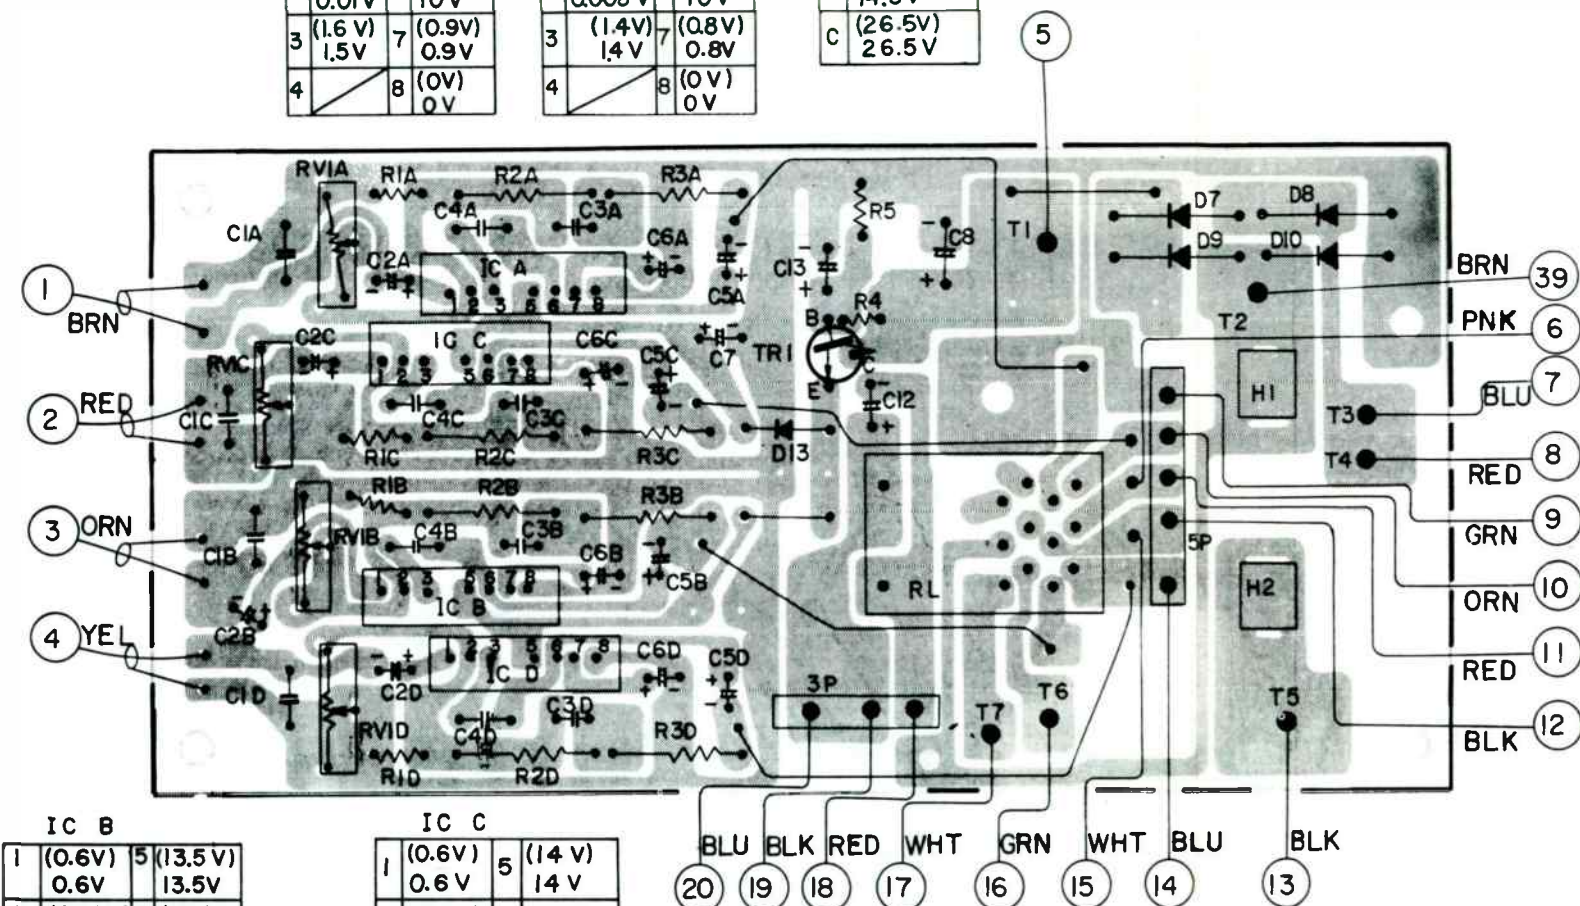 3 (1.6 V) 7 (0.9V)
1.5V 0.9V
4 8 (0V)
0V
3 (1.4V) 7 (0.8V)
1.4V 0.8V
4 8 (0V)
0V
C (26.5V)
26.5V
5
RV1A R1A R2A R3A
C4A C3A R5 D7 D8
C1A C6A C8 T1
C2A IC A C13 D9 D10
C5A BRN
1 2 3 5 6 7 8 39
1 BRN R4 T2
B PNK 6
C2C IC C C6C C7 TR1 C
RV1C 2 3 5 6 7 8 C5C
E H1 7
RED C4C C3C C12 BLU
2 C1C T3
R1C R2C R3C D13 T4 8
RED
R1B R2B R3B
3 ORN RV1B C4B C3B 9
C1B C6B 5P GRN
C5B
1 2 3 5 6 7 8 RL H2 10
IC B ORN
C2B
4 YEL 1 2 3 5 6 7 8 C6D C5D 11
IC D RED
C1D C2D 3P T6 T5
C3D T7 12
RV1D C4D R3D BLK
R1D R2D
BLU BLK RED WHT GRN WHT BLU BLK
20 19 18 17 16 15 14 13
IC B
1 (0.6V) 5 (13.5V)
0.6V 13.5V
IC C
1 (0.6V) 5 (14 V)
0.6 V 14 V